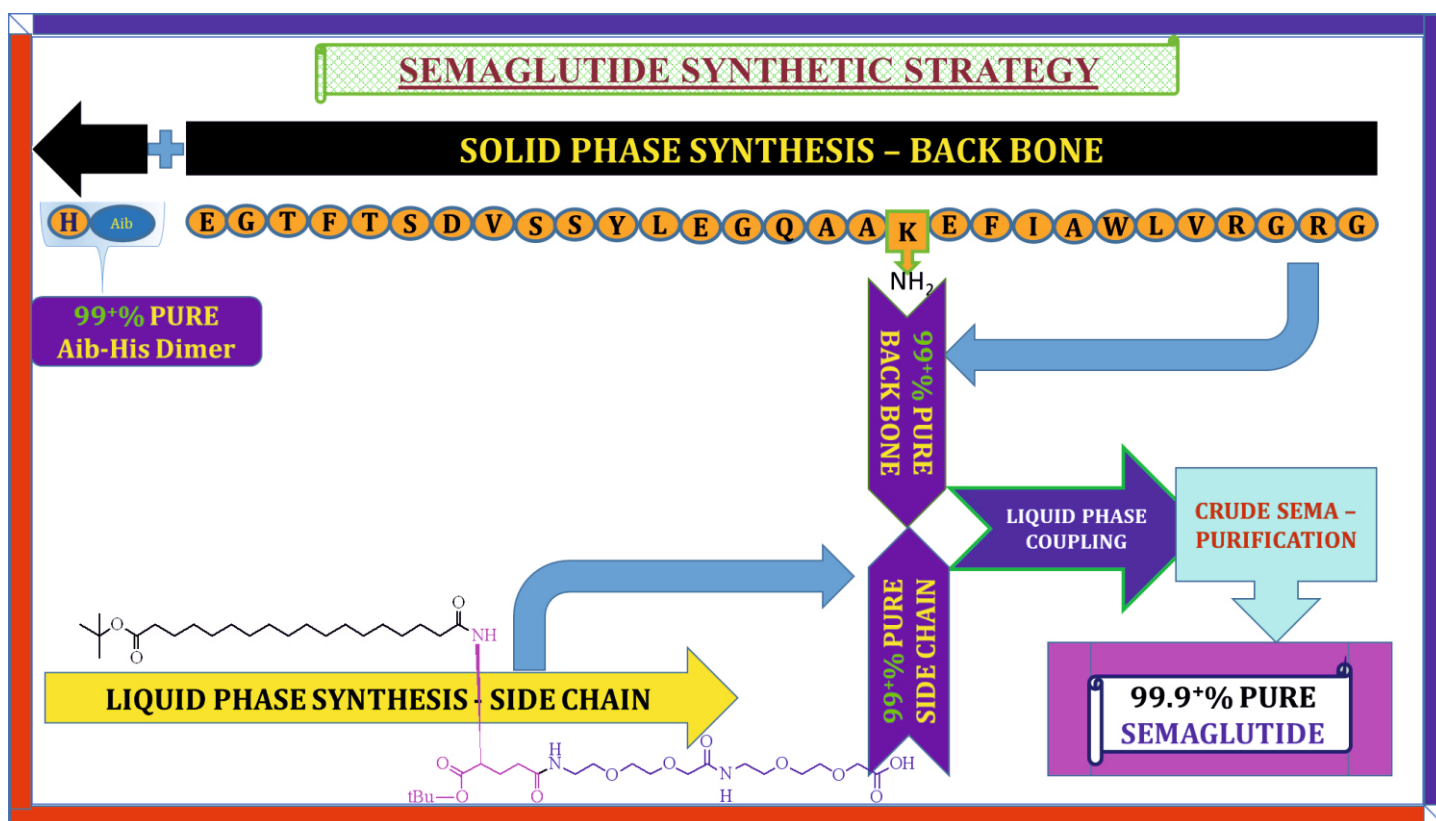 SEMAGLUTIDE SYNTHETIC STRATEGY
SOLID PHASE SYNTHESIS – BACK BONE
H Aib E G T F T S D V S S Y L E G Q A A K E F I A W L V R G R G
NH2
99+% PURE
Aib-His Dimer
99+% PURE
BACK BONE
LIQUID PHASE
COUPLING
CRUDE SEMA –
PURIFICATION
99+% PURE
SIDE CHAIN
O
O
O
NH
LIQUID PHASE SYNTHESIS - SIDE CHAIN
99.9+% PURE
SEMAGLUTIDE
O
O
tBu
O
H
N
O
O
O
N
H
O
O
O
OH